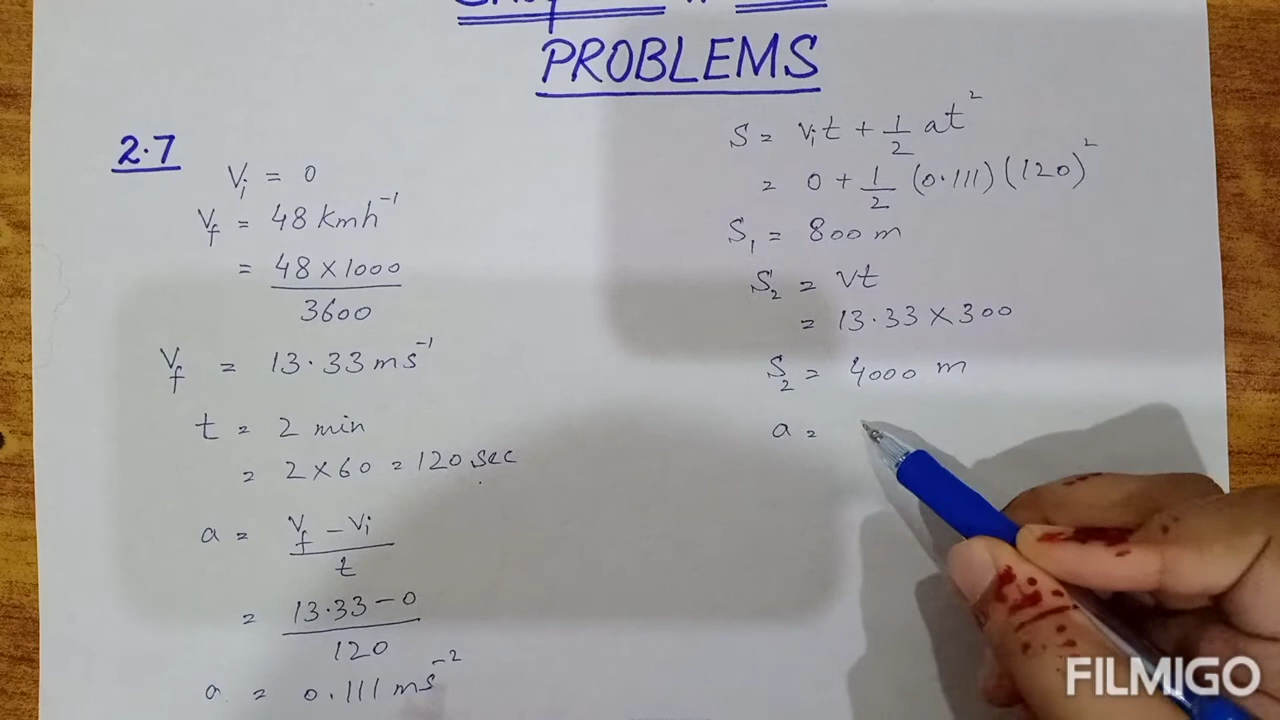 PROBLEMS
2.7
Vi = 0
Vf = 48 kmh⁻¹
= 48 × 1000
3600
Vf = 13.33 ms⁻¹
t = 2 min
= 2 × 60 = 120 sec
a = Vf - Vi
t
= 13.33 - 0
120
a = 0.111 ms⁻²
S = Vit + 1/2 at²
= 0 + 1/2 (0.111)(120)²
S₁ = 800 m
S₂ = vt
= 13.33 × 300
S₂ = 4000 m
a =
FILMIGO